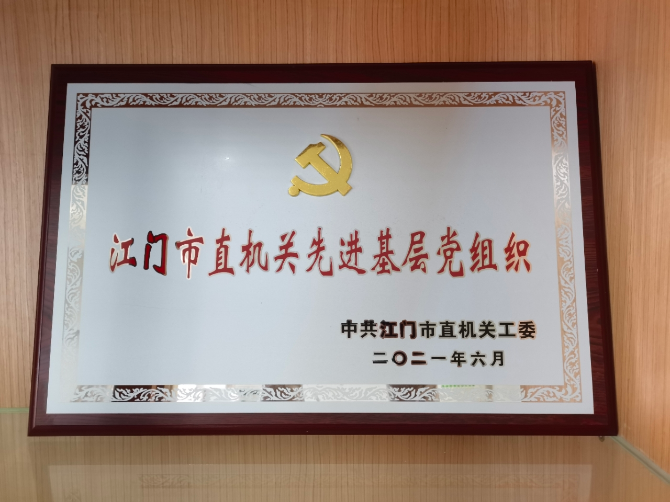 江门市直机关先进基层党组织
中共江门市直机关工委
二〇二一年六月